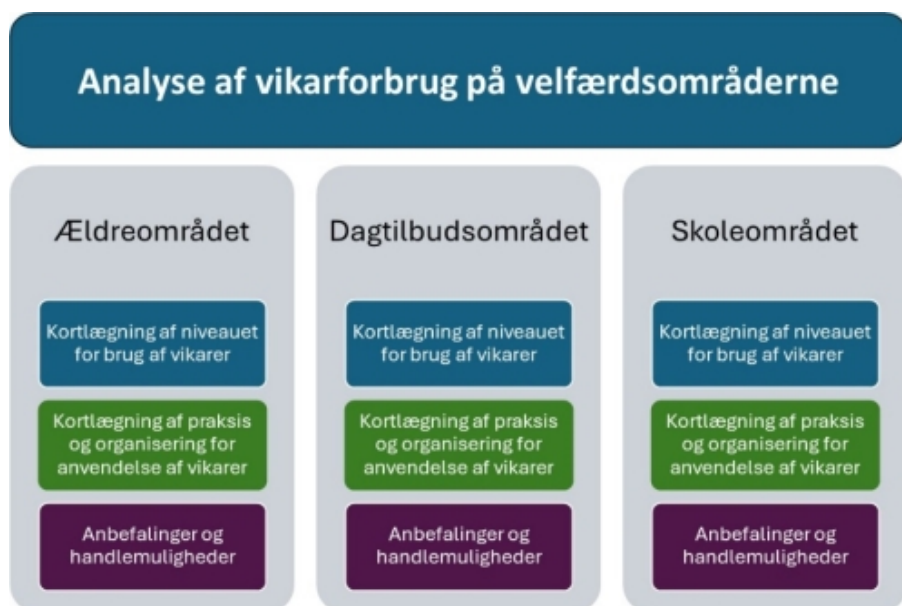 Analyse af vikarforbrug på velfærdsområderne
Ældreområdet
Kortlægning af niveauet
for brug af vikarer
Kortlægning af praksis
og organisering for
anvendelse af vikarer
Anbefalinger og
handlemuligheder
Dagtilbudsområdet
Kortlægning af niveauet
for brug af vikarer
Kortlægning af praksis
og organisering for
anvendelse af vikarer
Anbefalinger og
handlemuligheder
Skoleområdet
Kortlægning af niveauet
for brug af vikarer
Kortlægning af praksis
og organisering for
anvendelse af vikarer
Anbefalinger og
handlemuligheder